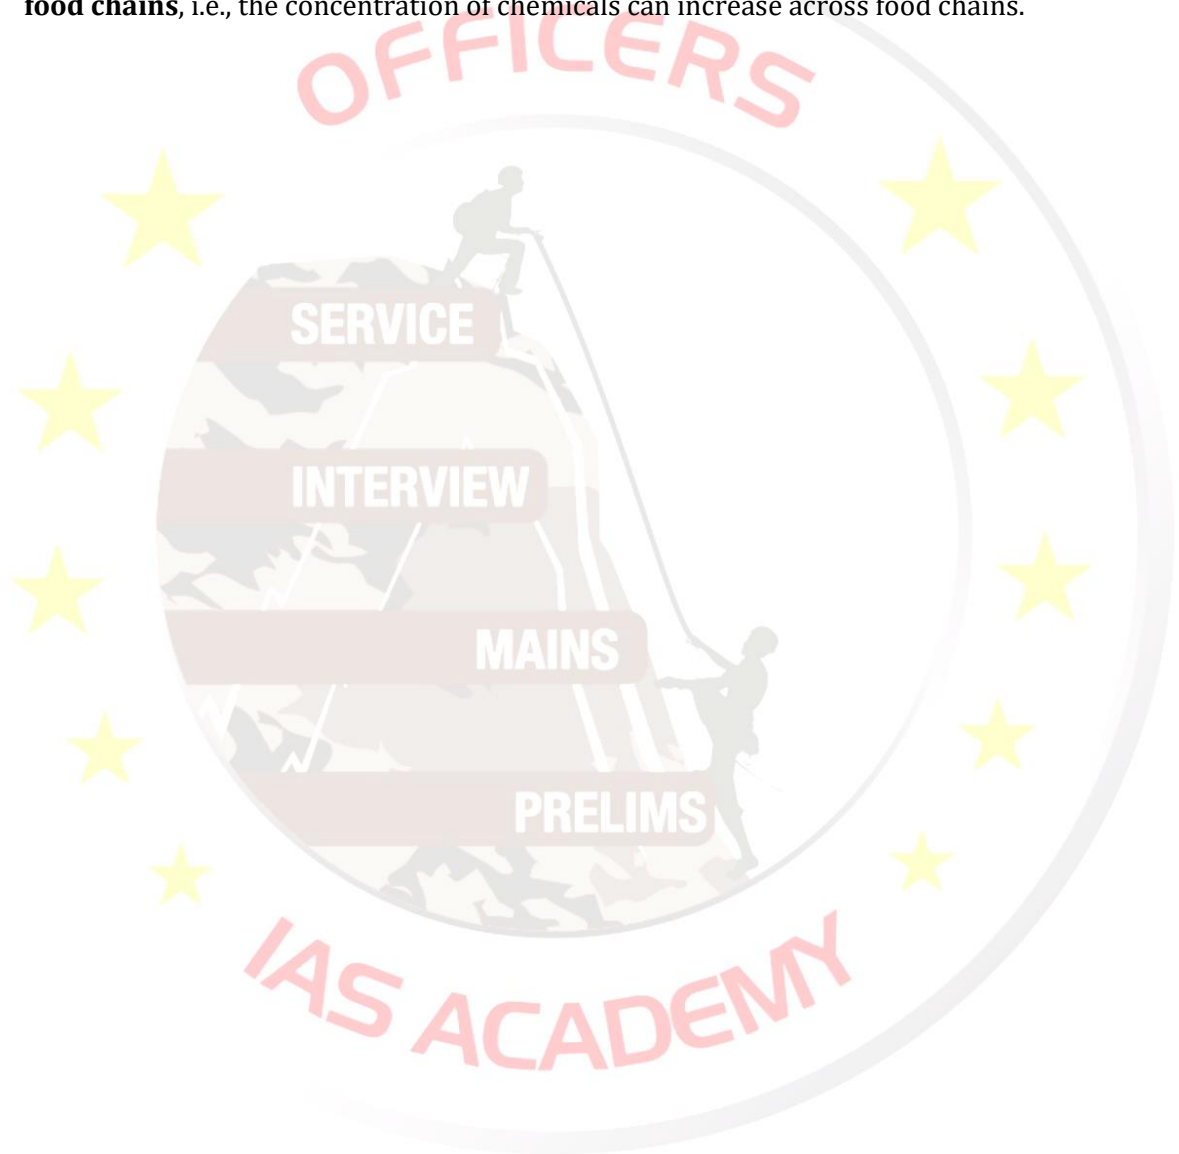 food chains, i.e., the concentration of chemicals can increase across food chains.
OFFICERS
SERVICE
INTERVIEW
MAINS
PRELIMS
IAS ACADEMY